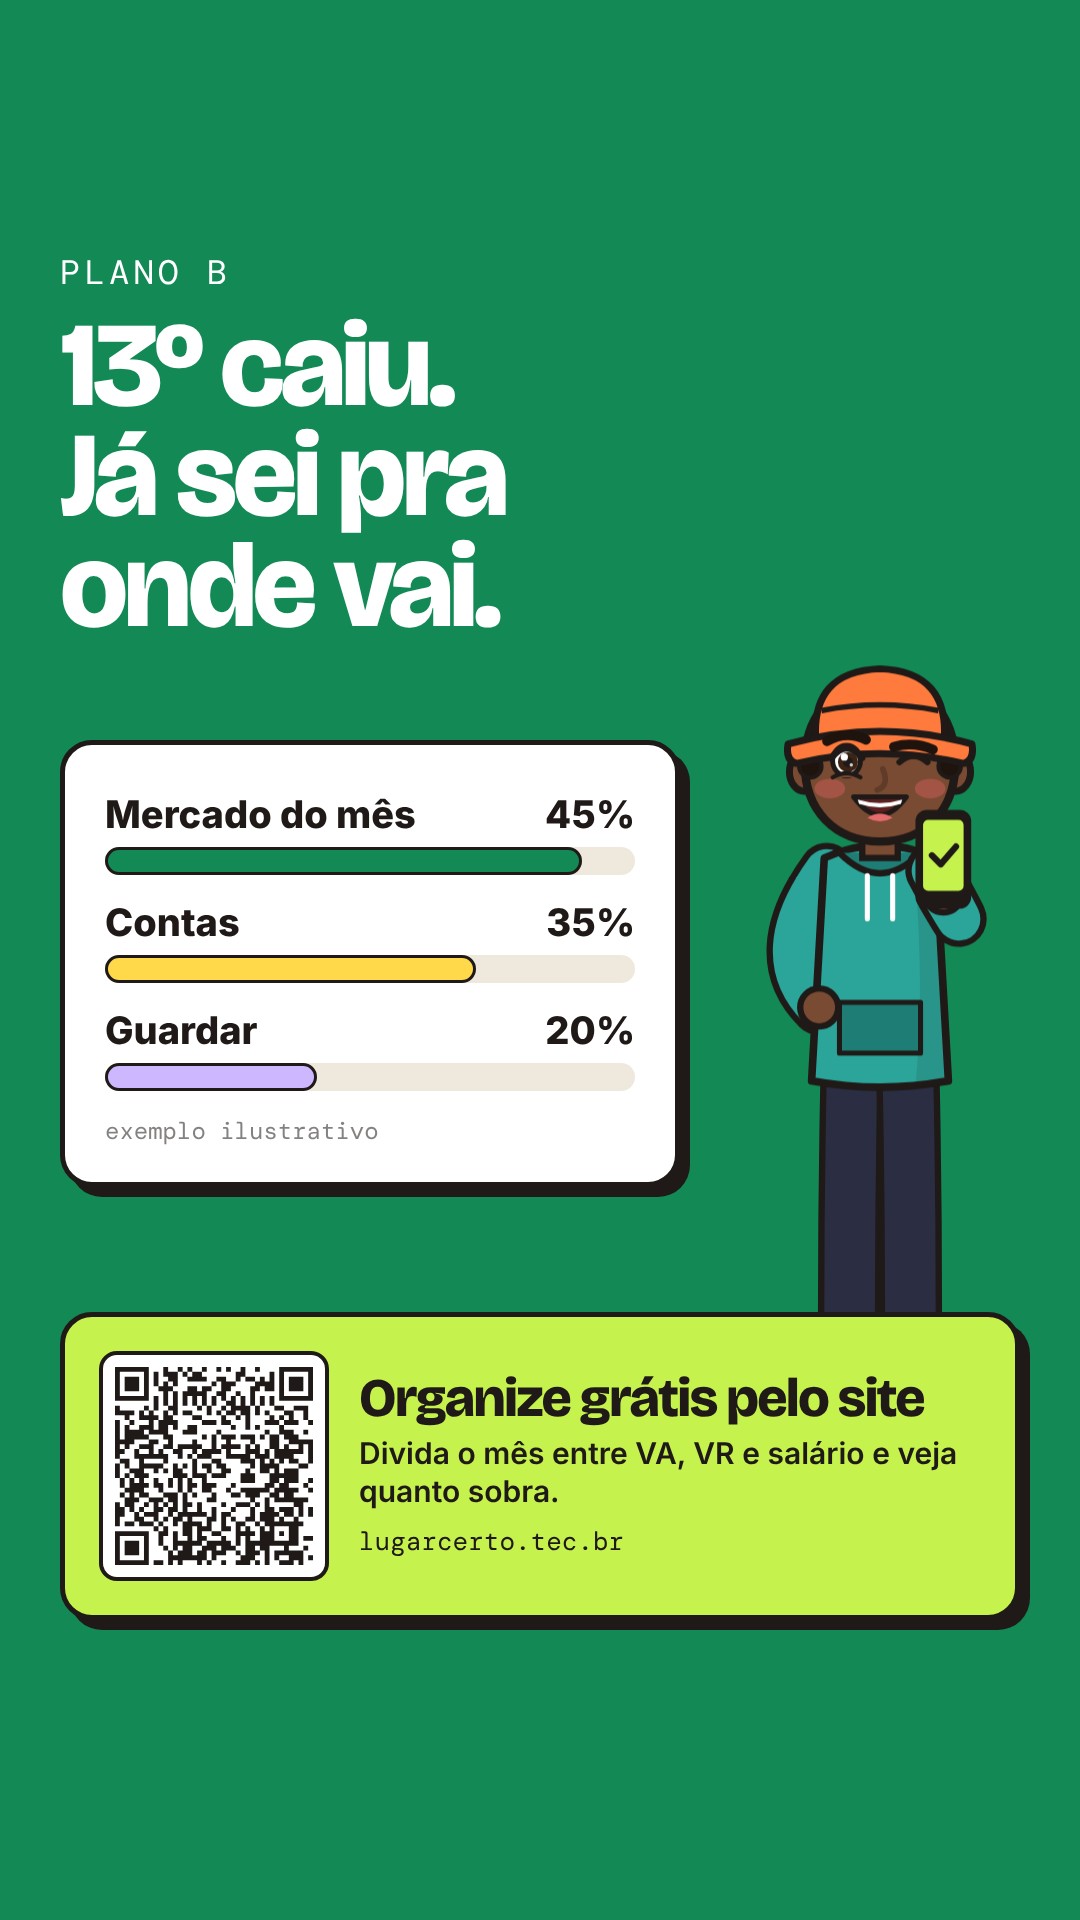 PLANO B
13º caiu.
Já sei pra
onde vai.
Mercado do mês 45%
Contas 35%
Guardar 20%
exemplo ilustrativo
Organize grátis pelo site
Divida o mês entre VA, VR e salário e veja
quanto sobra.
lugarcerto.tec.br